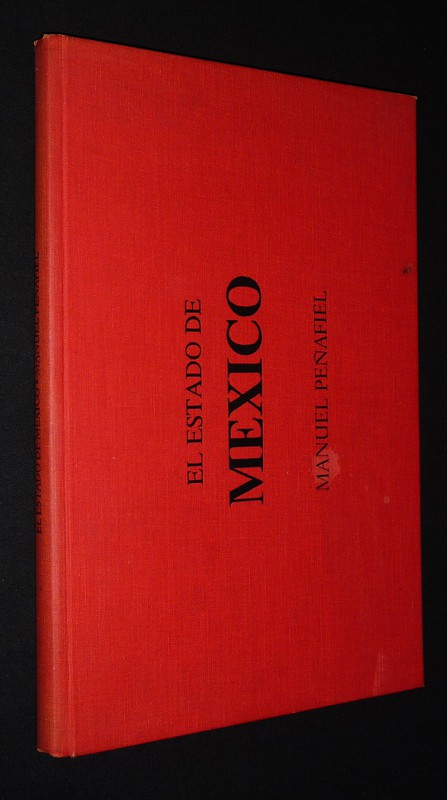 EL ESTADO DE
MEXICO
MANUEL PEÑAFIEL
EL ESTADO DE MEXICO • MANUEL PEÑAFIEL